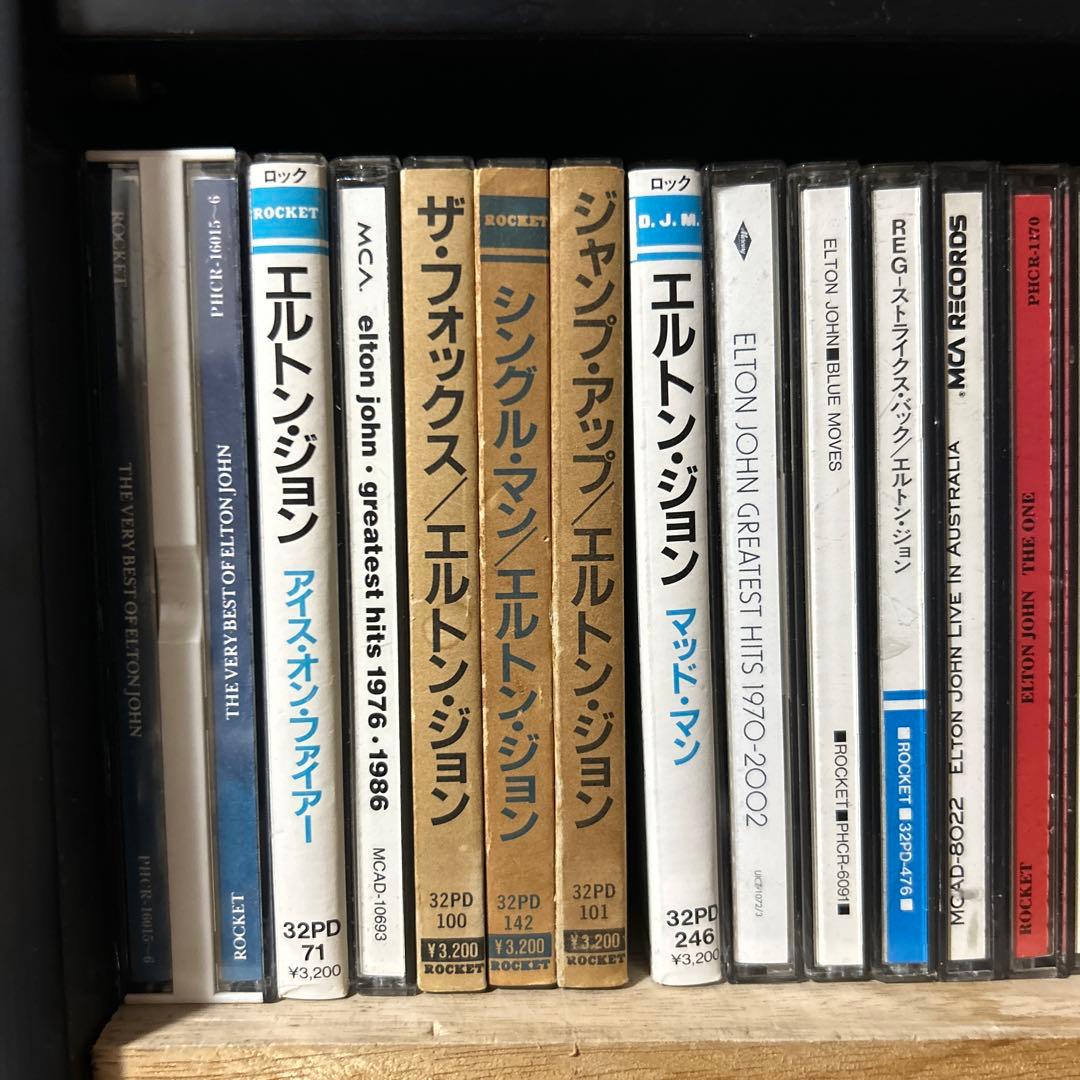 ROCKET
THE VERY BEST OF ELTON JOHN
PHCR-16015~6
PHCR-16015~6
THE VERY BEST OF ELTON JOHN
ROCKET
ロック
ROCKET
エルトン・ジョン
アイス・オン・ファイアー
32PD
71
¥3,200
MCA
elton john・greatest hits 1976・1986
MCAD-10693
ザ・フォックス/エルトン・ジョン
32PD
100
¥3,200
ROCKET
ROCKET
シングル・マン/エルトン・ジョン
32PD
142
¥3,200
ROCKET
ジャンプ・アップ/エルトン・ジョン
32PD
101
¥3,200
ROCKET
ロック
D.J.M.
エルトン・ジョン
マッド・マン
32PD
246
¥3,200
ELTON JOHN GREATEST HITS 1970-2002
UICZ-1072/3
ELTON JOHN■BLUE MOVES
■ROCKET■PHCR-6091■
REG-ストライクス・バック/エルトン・ジョン
■ROCKET■32PD-476■
MCAD-8022 ELTON JOHN LIVE IN AUSTRALIA
MCA RECORDS
PHCR-1170
ELTON JOHN THE ONE
ROCKET